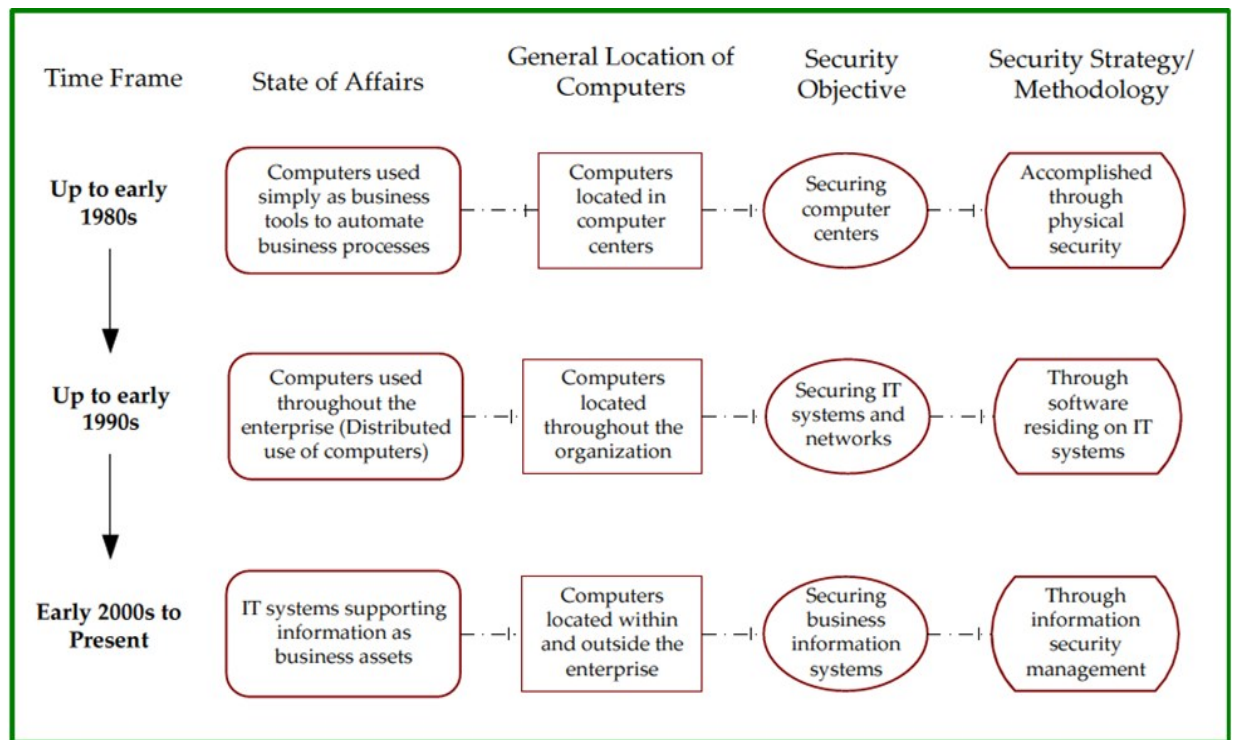 Time Frame
State of Affairs
General Location of
Computers
Security
Objective
Security Strategy/
Methodology
Up to early
1980s
Computers used
simply as business
tools to automate
business processes
Computers
located in
computer
centers
Securing
computer
centers
Accomplished
through
physical
security
Up to early
1990s
Computers used
throughout the
enterprise (Distributed
use of computers)
Computers
located
throughout the
organization
Securing IT
systems and
networks
Through
software
residing on IT
systems
Early 2000s to
Present
IT systems supporting
information as
business assets
Computers
located within
and outside the
enterprise
Securing
business
information
systems
Through
information
security
management